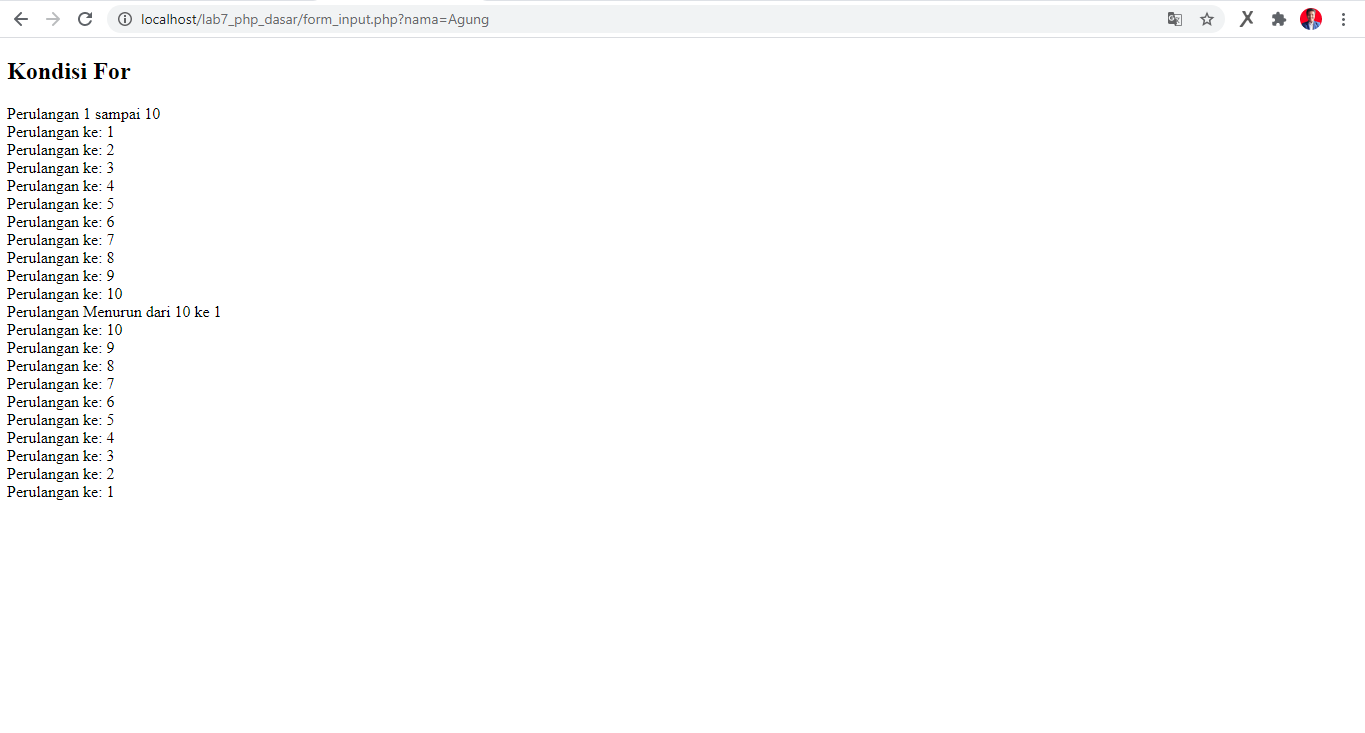 localhost/lab7_php_dasar/form_input.php?nama=Agung
Kondisi For
Perulangan 1 sampai 10
Perulangan ke: 1
Perulangan ke: 2
Perulangan ke: 3
Perulangan ke: 4
Perulangan ke: 5
Perulangan ke: 6
Perulangan ke: 7
Perulangan ke: 8
Perulangan ke: 9
Perulangan ke: 10
Perulangan Menurun dari 10 ke 1
Perulangan ke: 10
Perulangan ke: 9
Perulangan ke: 8
Perulangan ke: 7
Perulangan ke: 6
Perulangan ke: 5
Perulangan ke: 4
Perulangan ke: 3
Perulangan ke: 2
Perulangan ke: 1